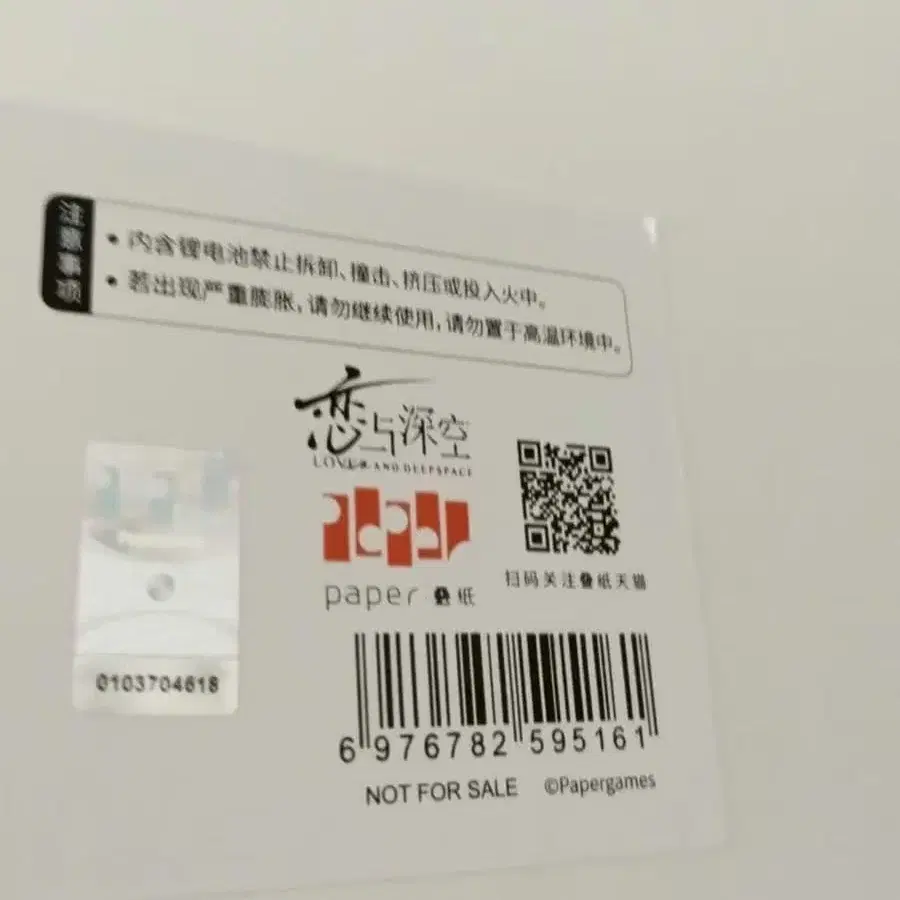 注意事项
• 内含锂电池禁止拆卸、撞击、挤压或投入火中。
• 若出现严重膨胀，请勿继续使用，请勿置于高温环境中。
恋与深空
LOVE AND DEEPSPACE
paper
paper 叠纸
扫码关注叠纸天猫
0103704618
6 976782 595161
NOT FOR SALE ©Papergames